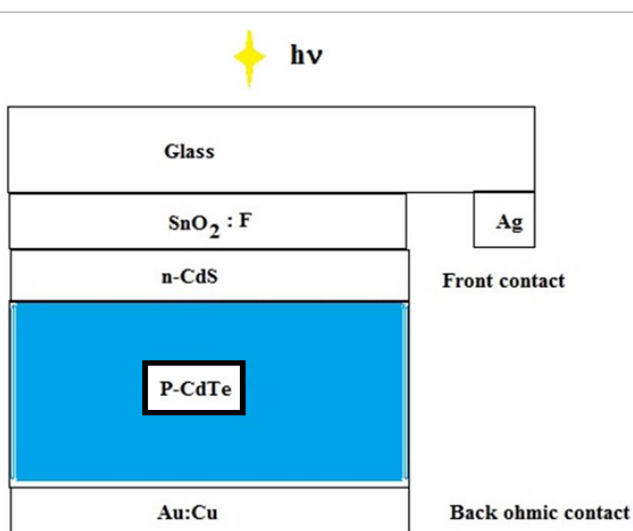 hν
Glass
SnO₂ : F
Ag
n-CdS
Front contact
P-CdTe
Au:Cu
Back ohmic contact